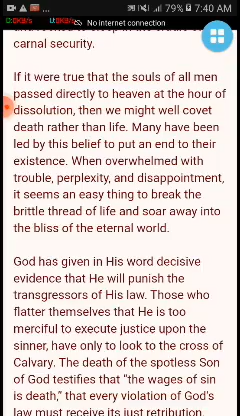 79% 7:40 AM
No internet connection
carnal security.
If it were true that the souls of all men
passed directly to heaven at the hour of
dissolution, then we might well covet
death rather than life. Many have been
led by this belief to put an end to their
existence. When overwhelmed with
trouble, perplexity, and disappointment,
it seems an easy thing to break the
brittle thread of life and soar away into
the bliss of the eternal world.
God has given in His word decisive
evidence that He will punish the
transgressors of His law. Those who
flatter themselves that He is too
merciful to execute justice upon the
sinner, have only to look to the cross of
Calvary. The death of the spotless Son
of God testifies that “the wages of sin
is death,” that every violation of God's
law must receive its just retribution.